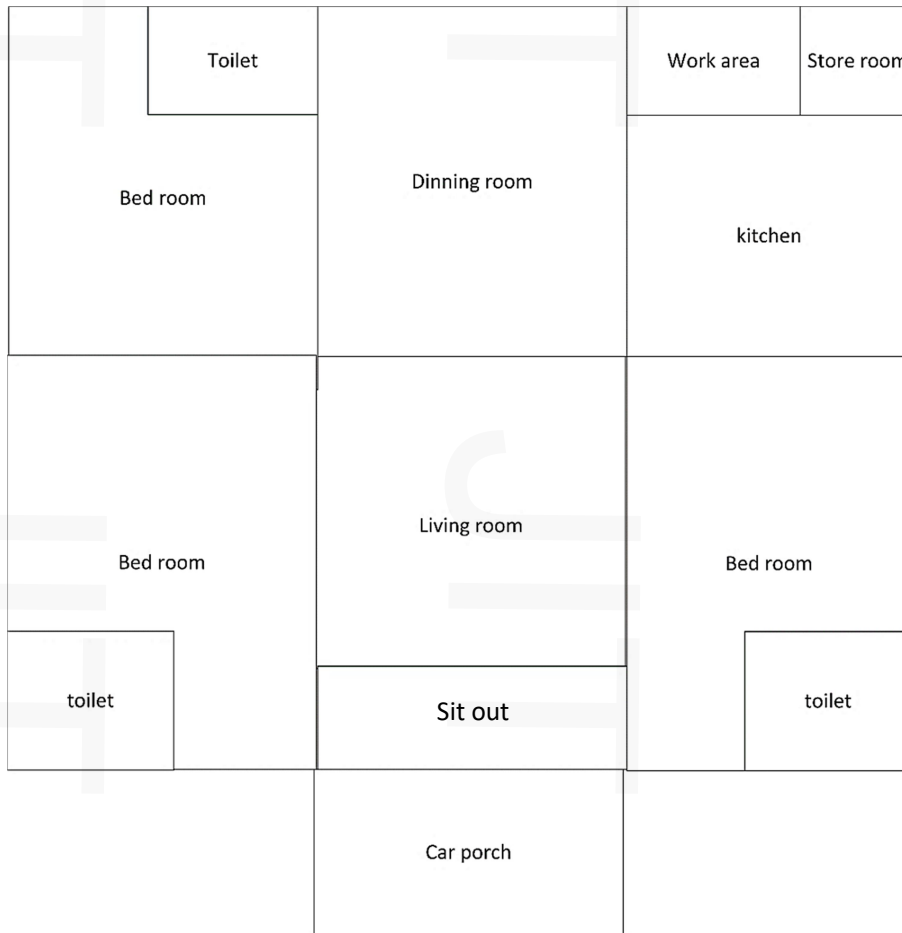 Toilet
Work area
Store room
Dinning room
Bed room
kitchen
Living room
Bed room
Bed room
toilet
toilet
Sit out
Car porch